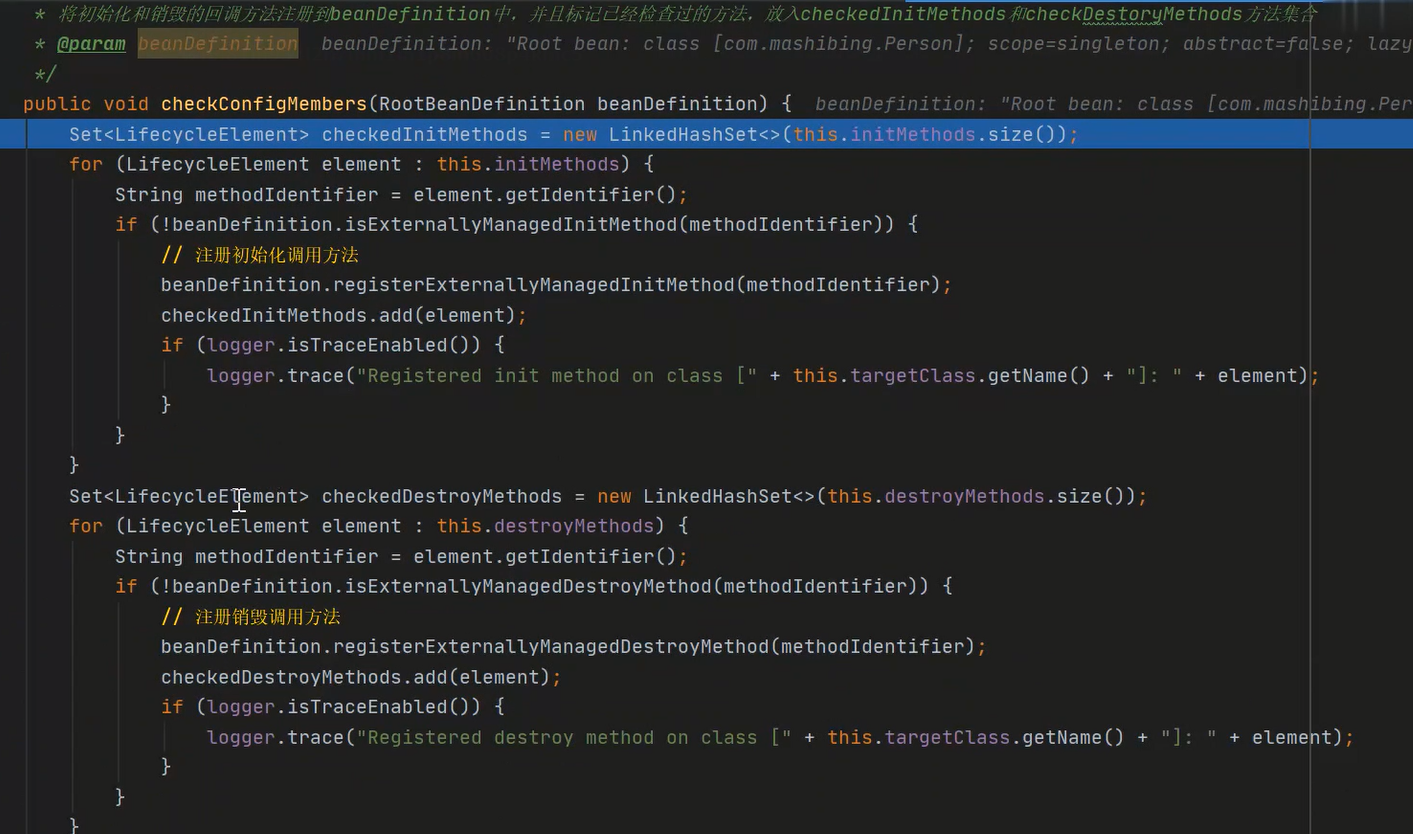 * 将初始化和销毁的回调方法注册到beanDefinition中，并且标记已经检查过的方法，放入checkedInitMethods和checkDestoryMethods方法集合
* @param beanDefinition beanDefinition: "Root bean: class [com.mashibing.Person]; scope=singleton; abstract=false; lazy
*/
public void checkConfigMembers(RootBeanDefinition beanDefinition) { beanDefinition: "Root bean: class [com.mashibing.Per
Set<LifecycleElement> checkedInitMethods = new LinkedHashSet<>(this.initMethods.size());
for (LifecycleElement element : this.initMethods) {
String methodIdentifier = element.getIdentifier();
if (!beanDefinition.isExternallyManagedInitMethod(methodIdentifier)) {
// 注册初始化调用方法
beanDefinition.registerExternallyManagedInitMethod(methodIdentifier);
checkedInitMethods.add(element);
if (logger.isTraceEnabled()) {
logger.trace("Registered init method on class [" + this.targetClass.getName() + "]: " + element);
}
}
}
Set<LifecycleElement> checkedDestroyMethods = new LinkedHashSet<>(this.destroyMethods.size());
for (LifecycleElement element : this.destroyMethods) {
String methodIdentifier = element.getIdentifier();
if (!beanDefinition.isExternallyManagedDestroyMethod(methodIdentifier)) {
// 注册销毁调用方法
beanDefinition.registerExternallyManagedDestroyMethod(methodIdentifier);
checkedDestroyMethods.add(element);
if (logger.isTraceEnabled()) {
logger.trace("Registered destroy method on class [" + this.targetClass.getName() + "]: " + element);
}
}
}